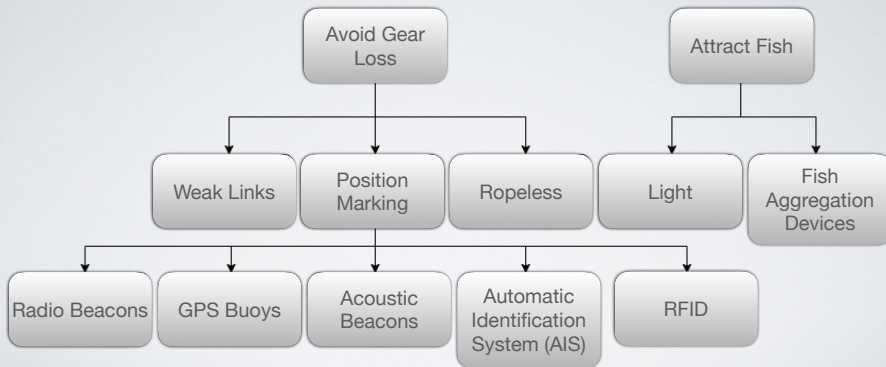 Avoid Gear
Loss
Attract Fish
Weak Links
Position
Marking
Ropeless
Light
Fish
Aggregation
Devices
Radio Beacons
GPS Buoys
Acoustic
Beacons
Automatic
Identification
System (AIS)
RFID